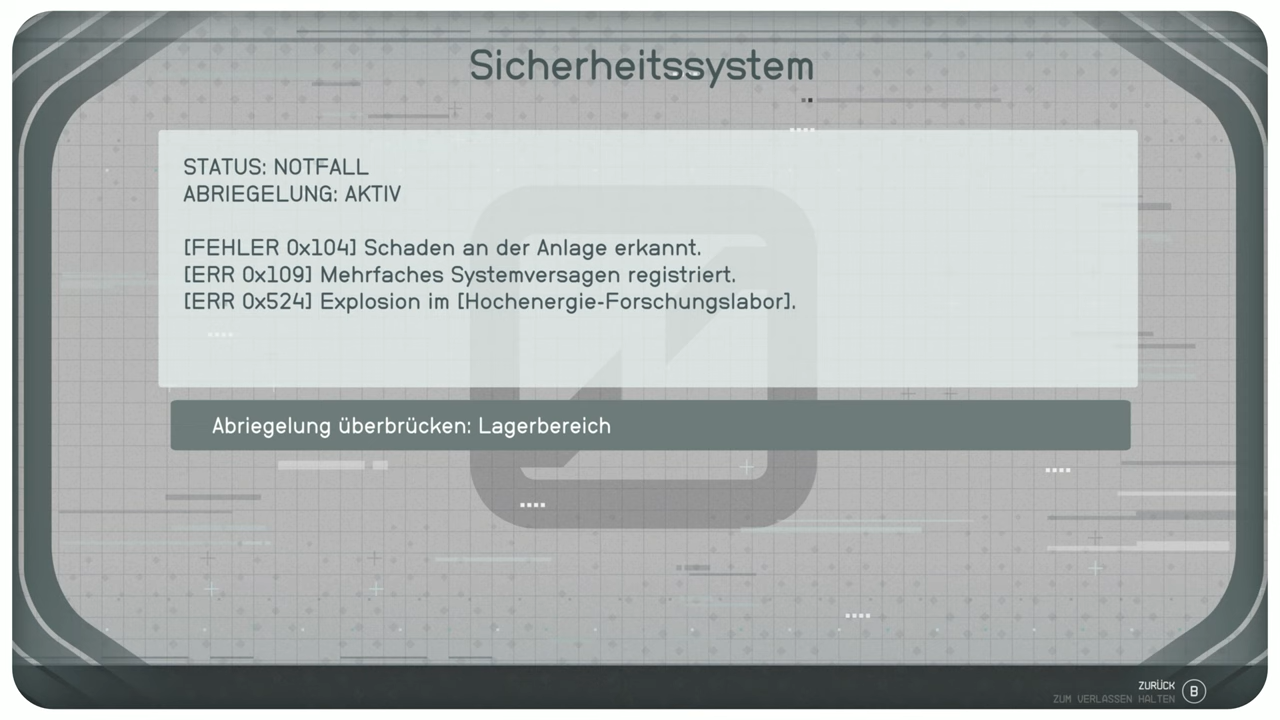 Sicherheitssystem
STATUS: NOTFALL
ABRIEGELUNG: AKTIV
[FEHLER 0x104] Schaden an der Anlage erkannt.
[ERR 0x109] Mehrfaches Systemversagen registriert.
[ERR 0x524] Explosion im [Hochenergie-Forschungslabor].
Abriegelung überbrücken: Lagerbereich
ZURÜCK
B
ZUM VERLASSEN HALTEN